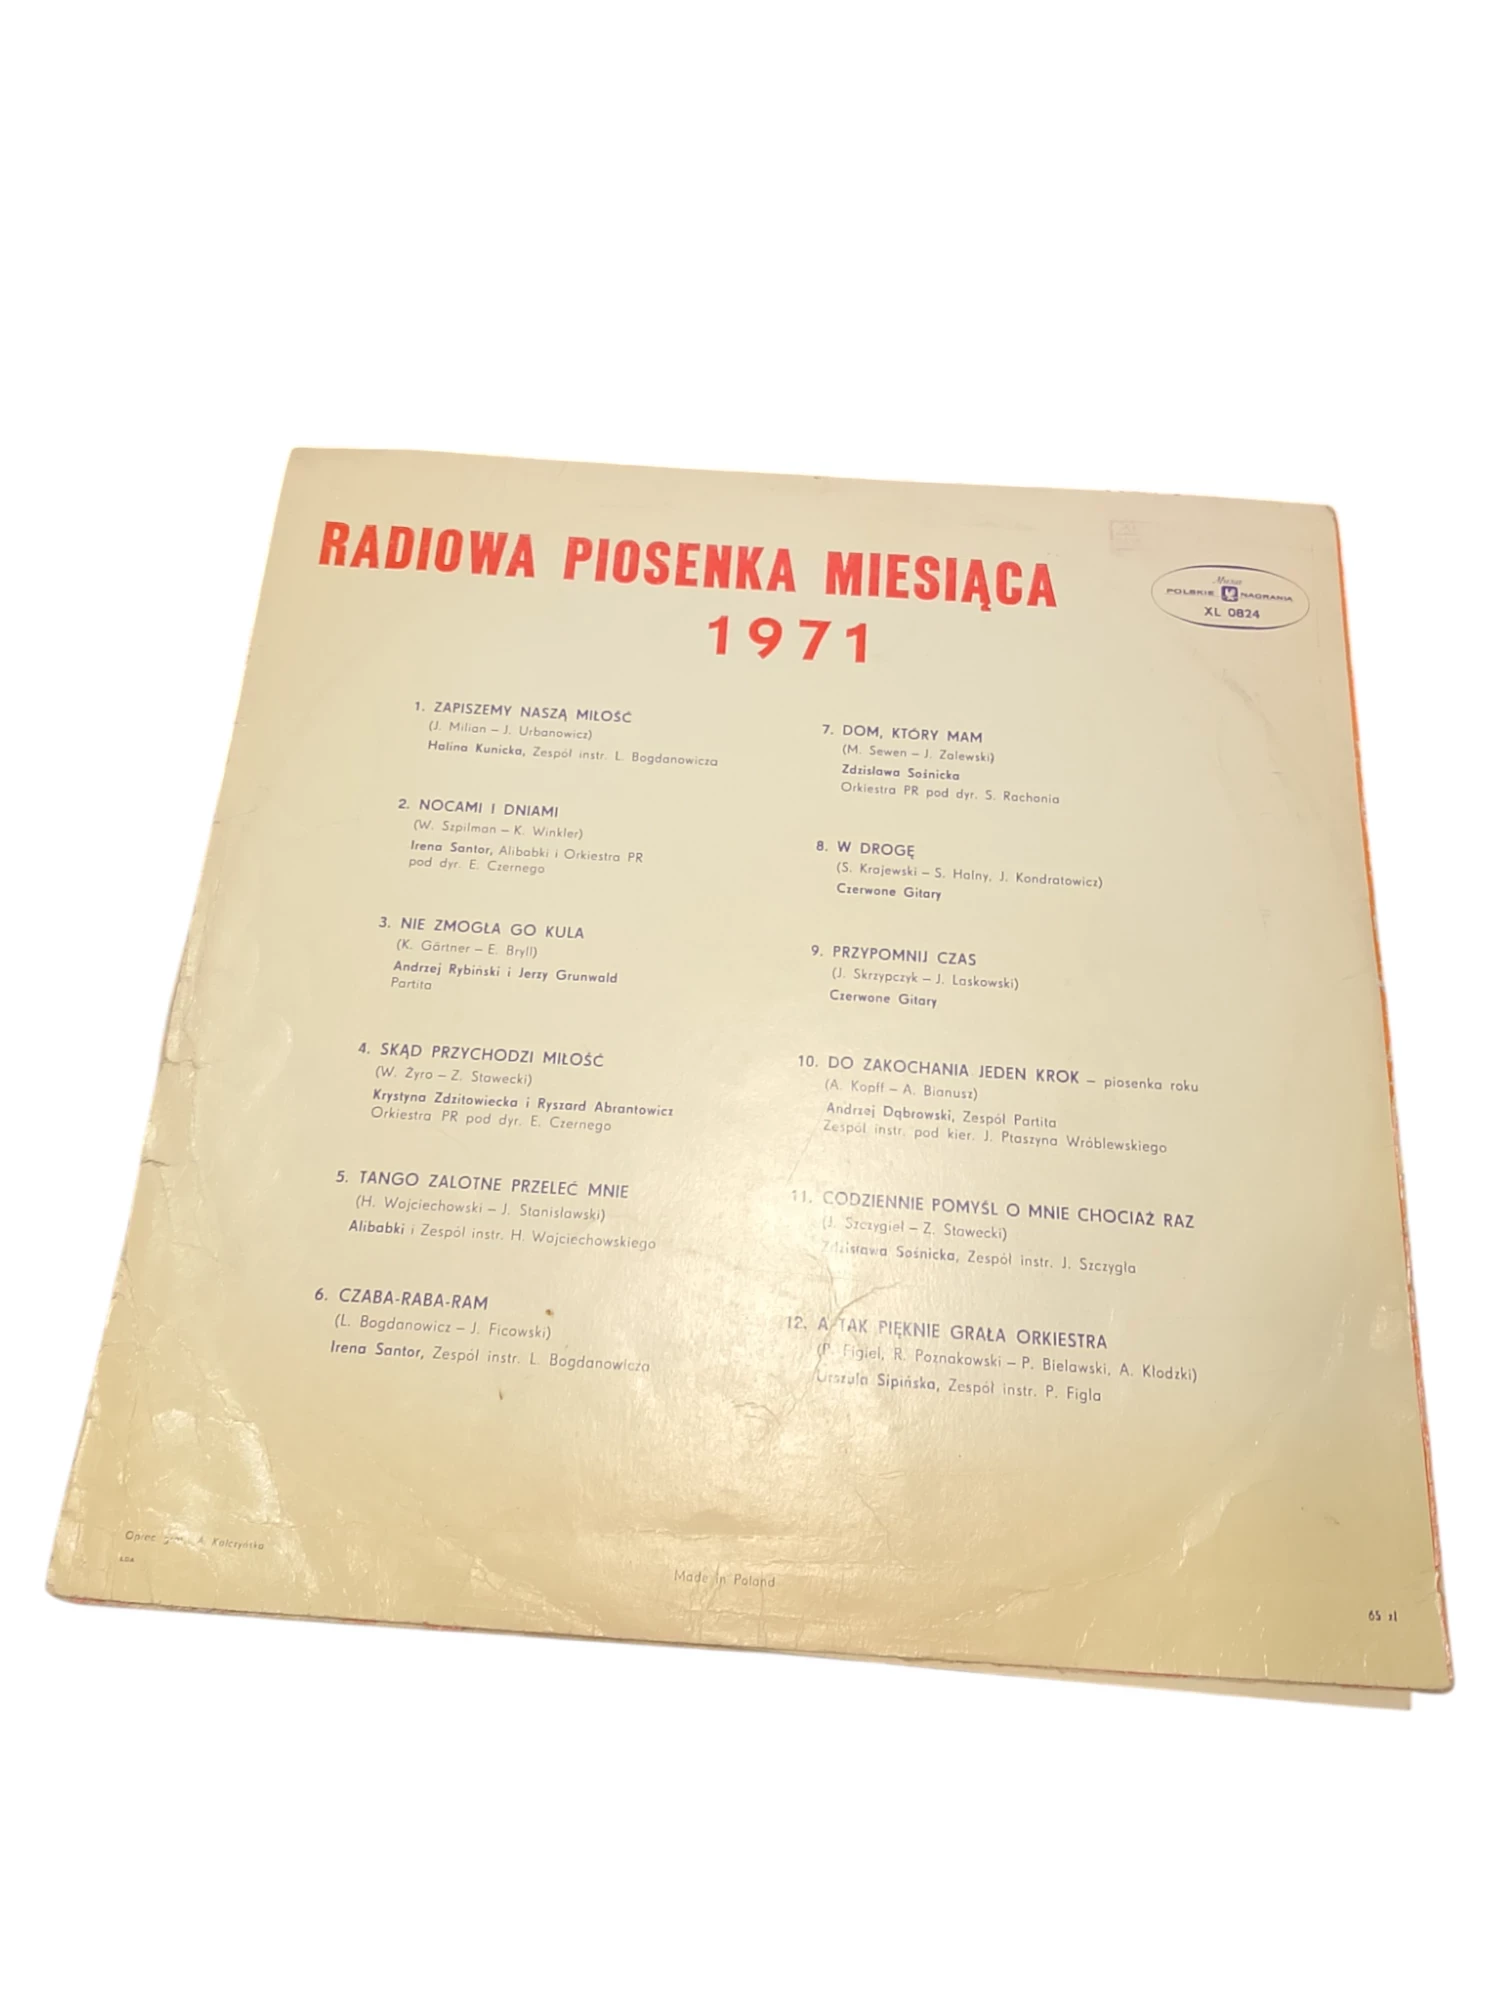 RADIOWA PIOSENKA MIESIĄCA
1971
Muza
POLSKIE NAGRANIA
XL 0824
1. ZAPISZEMY NASZĄ MIŁOŚĆ
(J. Milian – J. Urbanowicz)
Halina Kunicka, Zespół instr. L. Bogdanowicza
2. NOCAMI I DNIAMI
(W. Szpilman – K. Winkler)
Irena Santor, Alibabki i Orkiestra PR
pod dyr. E. Czernego
3. NIE ZMOGŁA GO KULA
(K. Gärtner – E. Bryll)
Andrzej Rybiński i Jerzy Grunwald
Partita
4. SKĄD PRZYCHODZI MIŁOŚĆ
(W. Żyro – Z. Stawecki)
Krystyna Zdzitowiecka i Ryszard Abrantowicz
Orkiestra PR pod dyr. E. Czernego
5. TANGO ZALOTNE PRZELEĆ MNIE
(H. Wojciechowski – J. Stanisławski)
Alibabki i Zespół instr. H. Wojciechowskiego
6. CZABA-RABA-RAM
(L. Bogdanowicz – J. Ficowski)
Irena Santor, Zespół instr. L. Bogdanowicza
7. DOM, KTÓRY MAM
(M. Sewen – J. Zalewski)
Zdzisława Sośnicka
Orkiestra PR pod dyr. S. Rachonia
8. W DROGĘ
(S. Krajewski – S. Halny, J. Kondratowicz)
Czerwone Gitary
9. PRZYPOMNIJ CZAS
(J. Skrzypczyk – J. Laskowski)
Czerwone Gitary
10. DO ZAKOCHANIA JEDEN KROK – piosenka roku
(A. Kopff – A. Bianusz)
Andrzej Dąbrowski, Zespół Partita
Zespół instr. pod kier. J. Ptaszyna Wróblewskiego
11. CODZIENNIE POMYŚL O MNIE CHOCIAŻ RAZ
(J. Szczygieł – Z. Stawecki)
Zdzisława Sośnicka, Zespół instr. J. Szczygła
12. A TAK PIĘKNIE GRAŁA ORKIESTRA
(P. Figiel, R. Poznakowski – P. Bielawski, A. Kłodzki)
Urszula Sipińska, Zespół instr. P. Figla
A. Kalczyńska
LDA
Made in Poland
65 zł